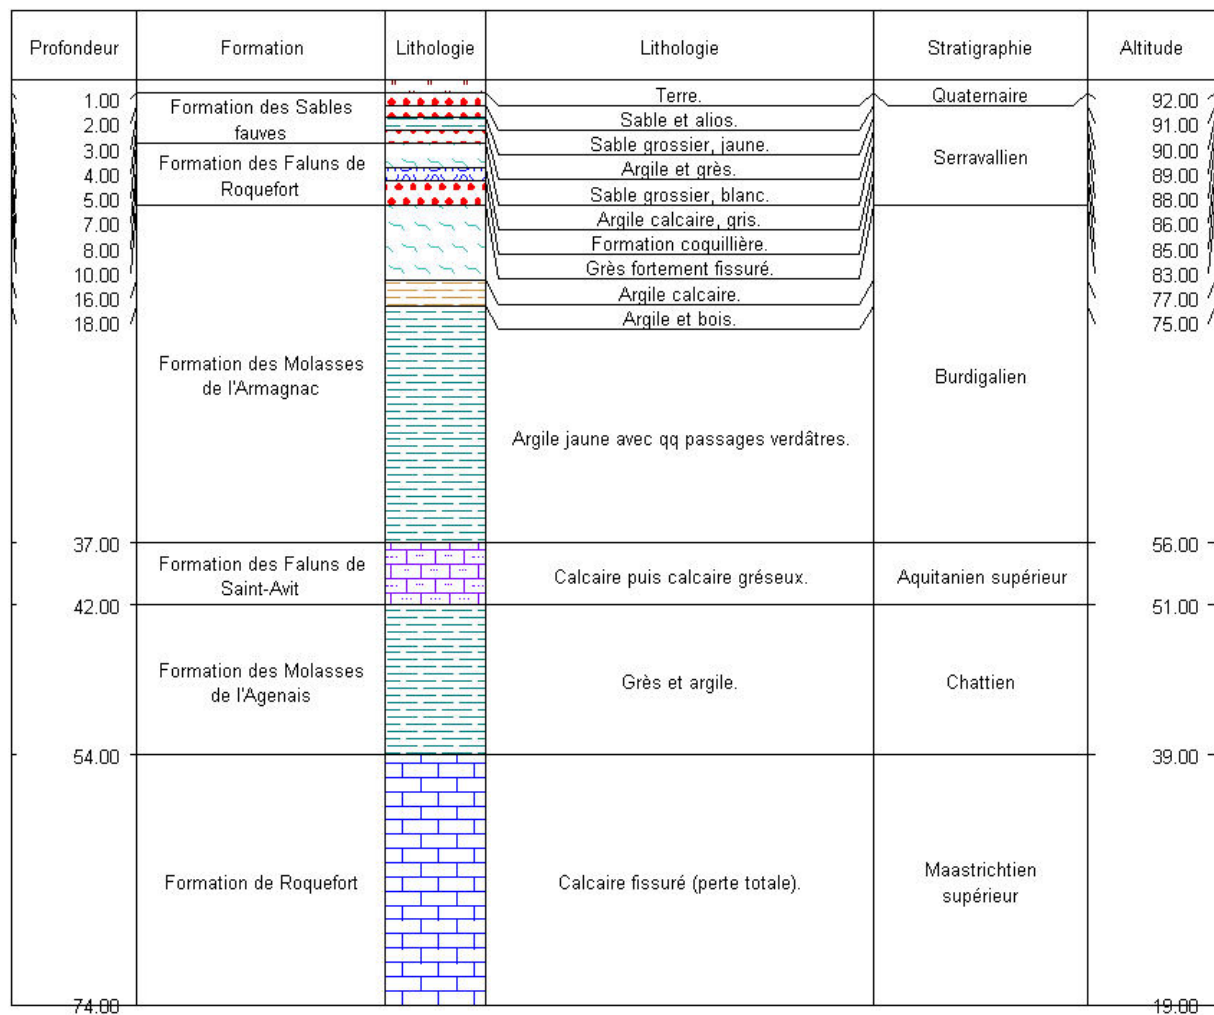 Profondeur Formation Lithologie Lithologie Stratigraphie Altitude
1.00 Terre. Quaternaire 92.00
Formation des Sables
fauves
2.00 Sable et alios. 91.00
3.00 Sable grossier, jaune. 90.00
Serravallien
Formation des Faluns de
Roquefort
4.00 Argile et grès. 89.00
5.00 Sable grossier, blanc. 88.00
7.00 Argile calcaire, gris. 86.00
8.00 Formation coquillière. 85.00
10.00 Grès fortement fissuré. 83.00
16.00 Argile calcaire. 77.00
18.00 Argile et bois. 75.00
Formation des Molasses
de l'Armagnac
Burdigalien
Argile jaune avec qq passages verdâtres.
37.00 56.00
Formation des Faluns de
Saint-Avit
Calcaire puis calcaire gréseux. Aquitanien supérieur
42.00 51.00
Formation des Molasses
de l'Agenais
Grès et argile. Chattien
54.00 39.00
Formation de Roquefort Calcaire fissuré (perte totale).
Maastrichtien
supérieur
74.00 19.00